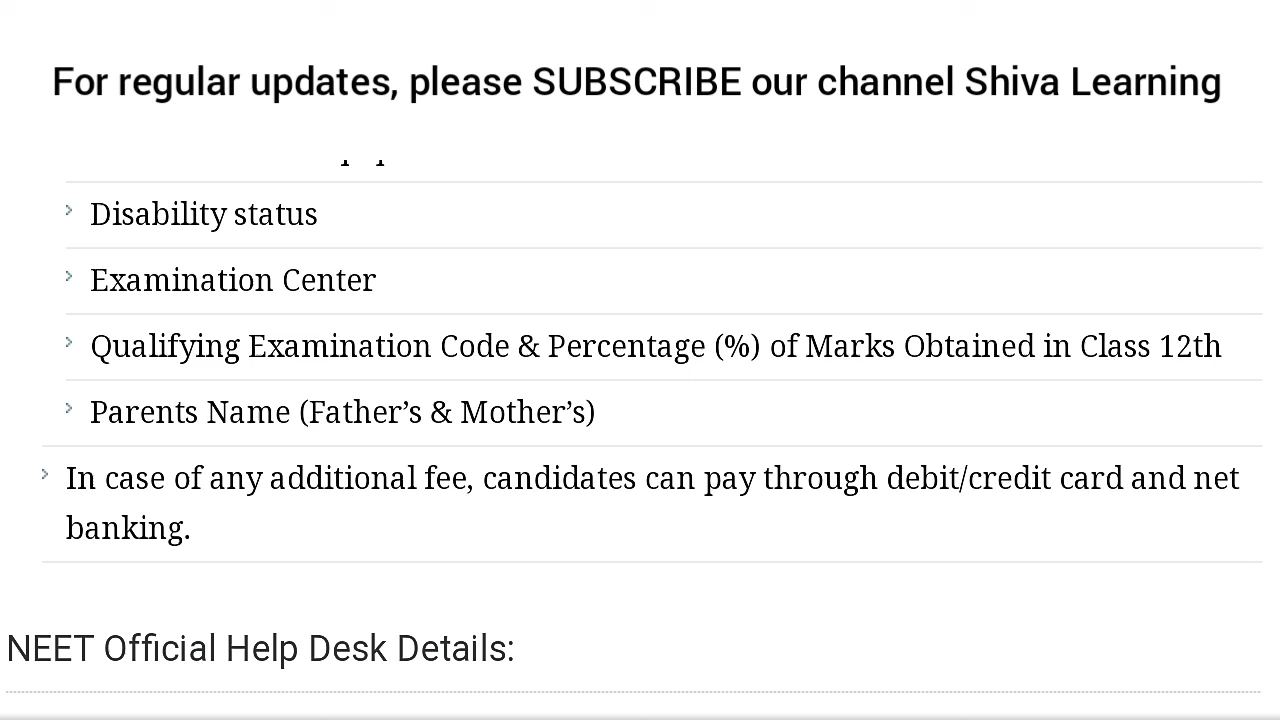 For regular updates, please SUBSCRIBE our channel Shiva Learning
Disability status
Examination Center
Qualifying Examination Code & Percentage (%) of Marks Obtained in Class 12th
Parents Name (Father’s & Mother’s)
In case of any additional fee, candidates can pay through debit/credit card and net
banking.
NEET Official Help Desk Details: